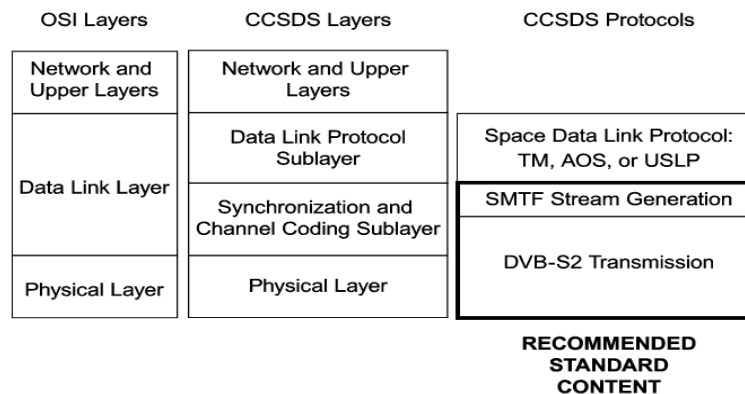 OSI Layers
CCSDS Layers
CCSDS Protocols
Network and
Upper Layers
Data Link Layer
Physical Layer
Network and Upper
Layers
Data Link Protocol
Sublayer
Synchronization and
Channel Coding Sublayer
Physical Layer
Space Data Link Protocol:
TM, AOS, or USLP
SMTF Stream Generation
DVB-S2 Transmission
RECOMMENDED
STANDARD
CONTENT